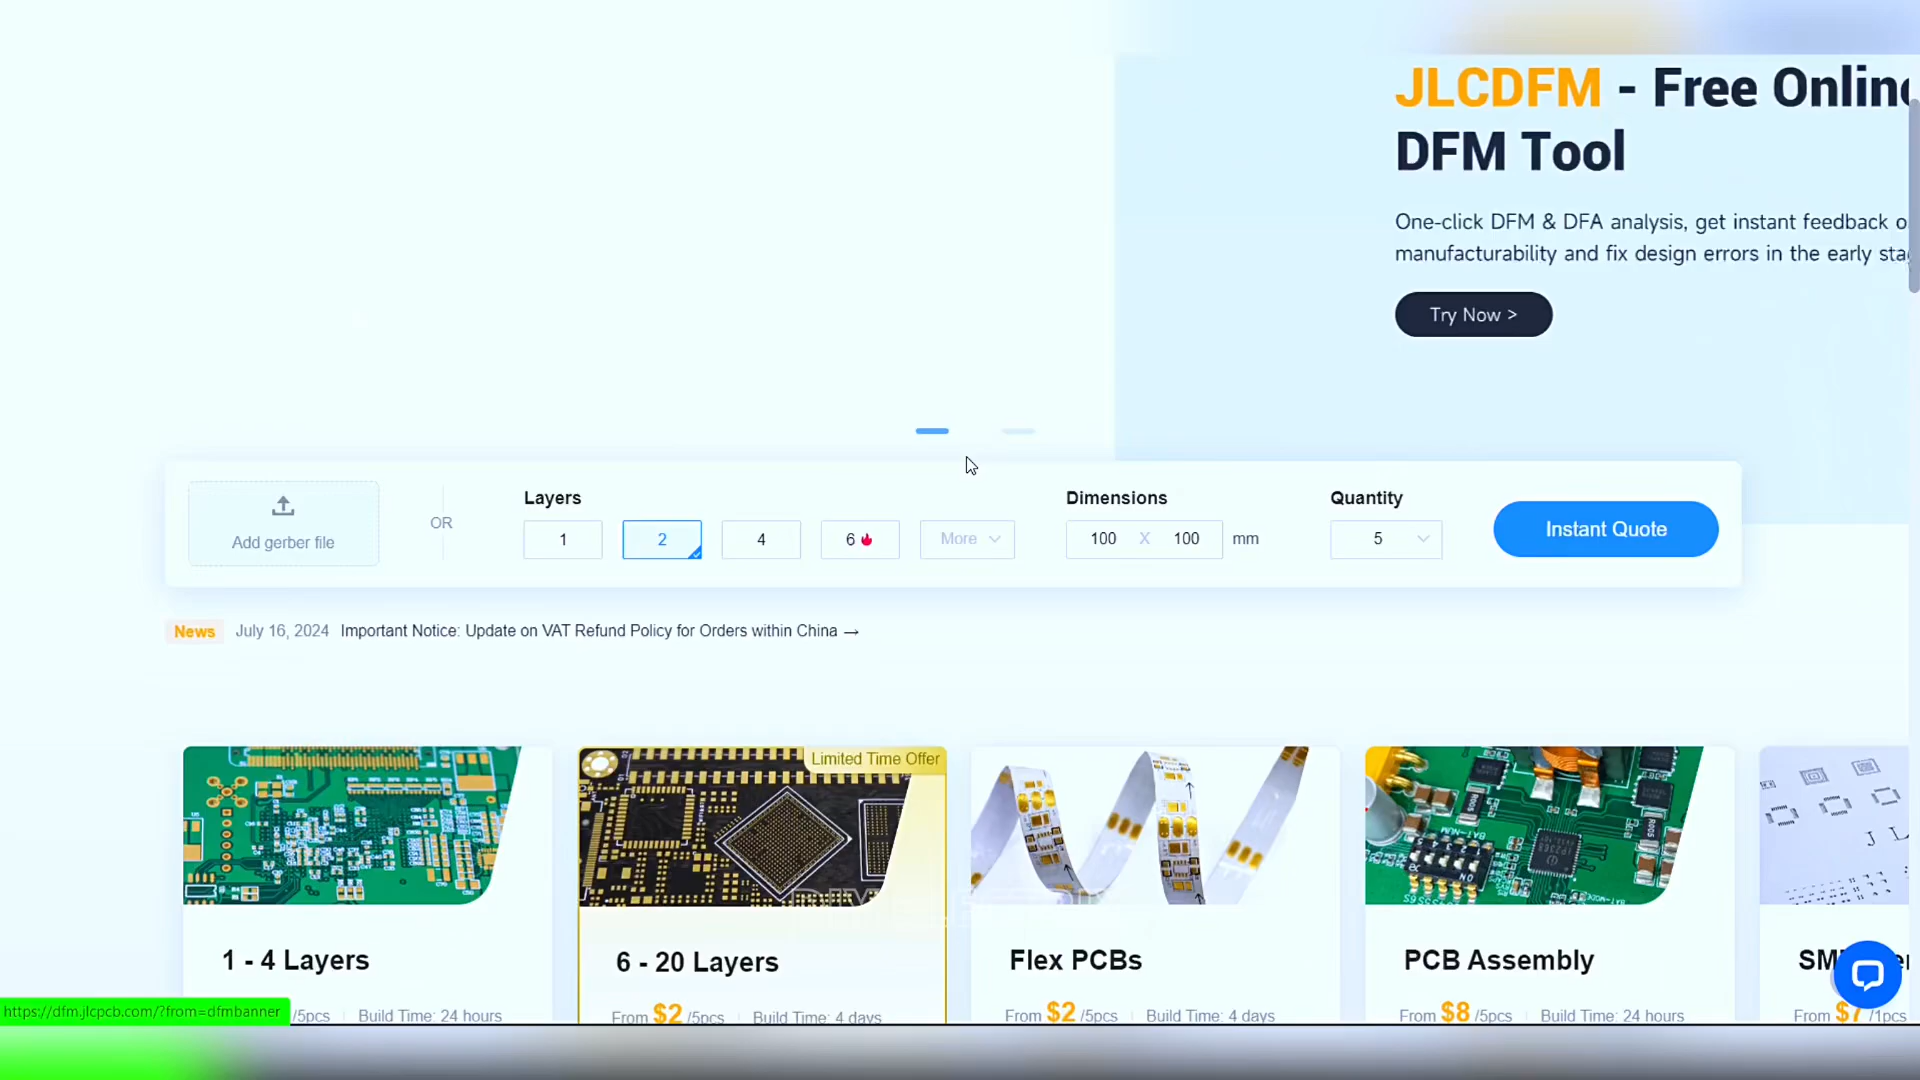 JLCDFM - Free Online
DFM Tool
One-click DFM & DFA analysis, get instant feedback o
manufacturability and fix design errors in the early sta
Try Now >
Add gerber file
OR
Layers
1
2
4
6
More
Dimensions
100 X 100 mm
Quantity
5
Instant Quote
News July 16, 2024 Important Notice: Update on VAT Refund Policy for Orders within China →
Limited Time Offer
1 - 4 Layers
/5pcs Build Time: 24 hours
6 - 20 Layers
From $2 /5pcs Build Time: 4 days
Flex PCBs
From $2 /5pcs Build Time: 4 days
PCB Assembly
From $8 /5pcs Build Time: 24 hours
From $7 /1pcs
https://dfm.jlcpcb.com/?from=dfmbanner